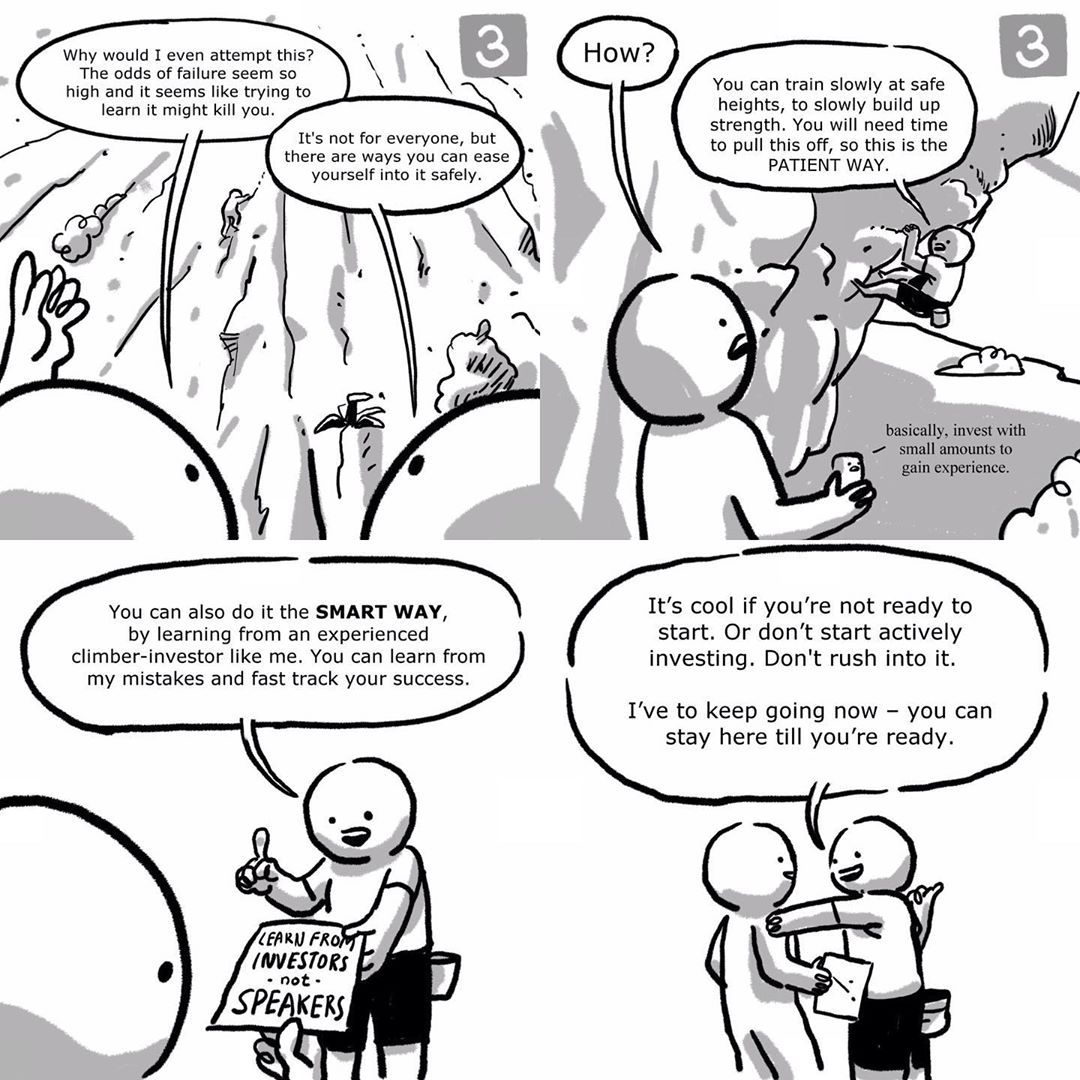 3
Why would I even attempt this?
The odds of failure seem so
high and it seems like trying to
learn it might kill you.
It's not for everyone, but
there are ways you can ease
yourself into it safely.
3
How?
You can train slowly at safe
heights, to slowly build up
strength. You will need time
to pull this off, so this is the
PATIENT WAY.
basically, invest with
small amounts to
gain experience.
You can also do it the SMART WAY,
by learning from an experienced
climber-investor like me. You can learn from
my mistakes and fast track your success.
LEARN FROM
INVESTORS
- not -
SPEAKERS
It’s cool if you’re not ready to
start. Or don’t start actively
investing. Don't rush into it.
I’ve to keep going now – you can
stay here till you’re ready.